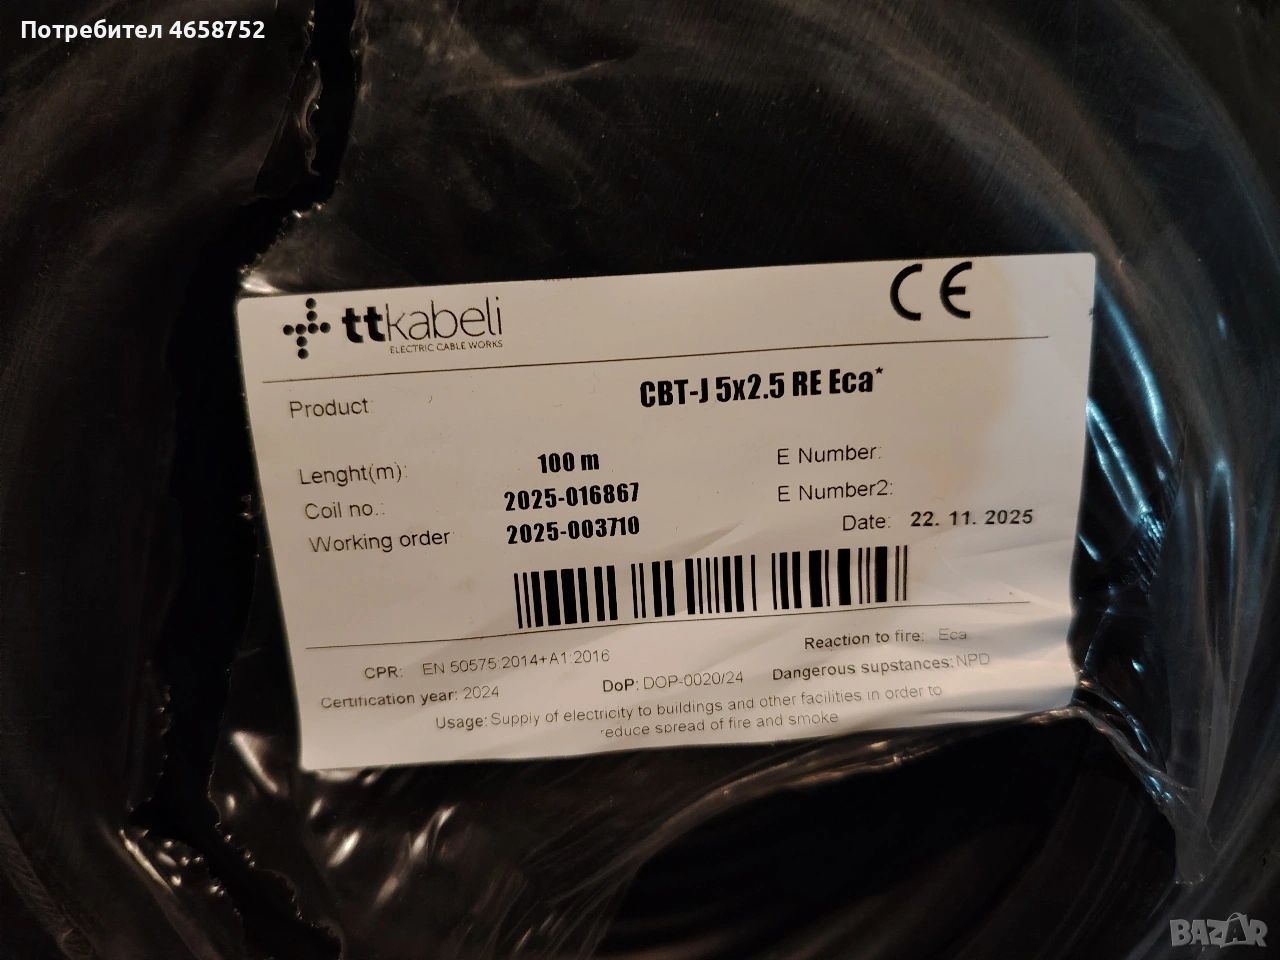 Потребител 4658752
ttkabeli
ELECTRIC CABLE WORKS
CE
Product
CBT-J 5x2.5 RE Eca*
Lenght(m):
100 m
E Number:
Coil no.:
2025-016867
E Number2:
Working order
2025-003710
Date: 22. 11. 2025
CPR: EN 50575:2014+A1:2016
Reaction to fire: Eca
Certification year: 2024
DoP: DOP-0020/24
Dangerous supstances: NPD
Usage: Supply of electricity to buildings and other facilities in order to
reduce spread of fire and smoke
BAZAR